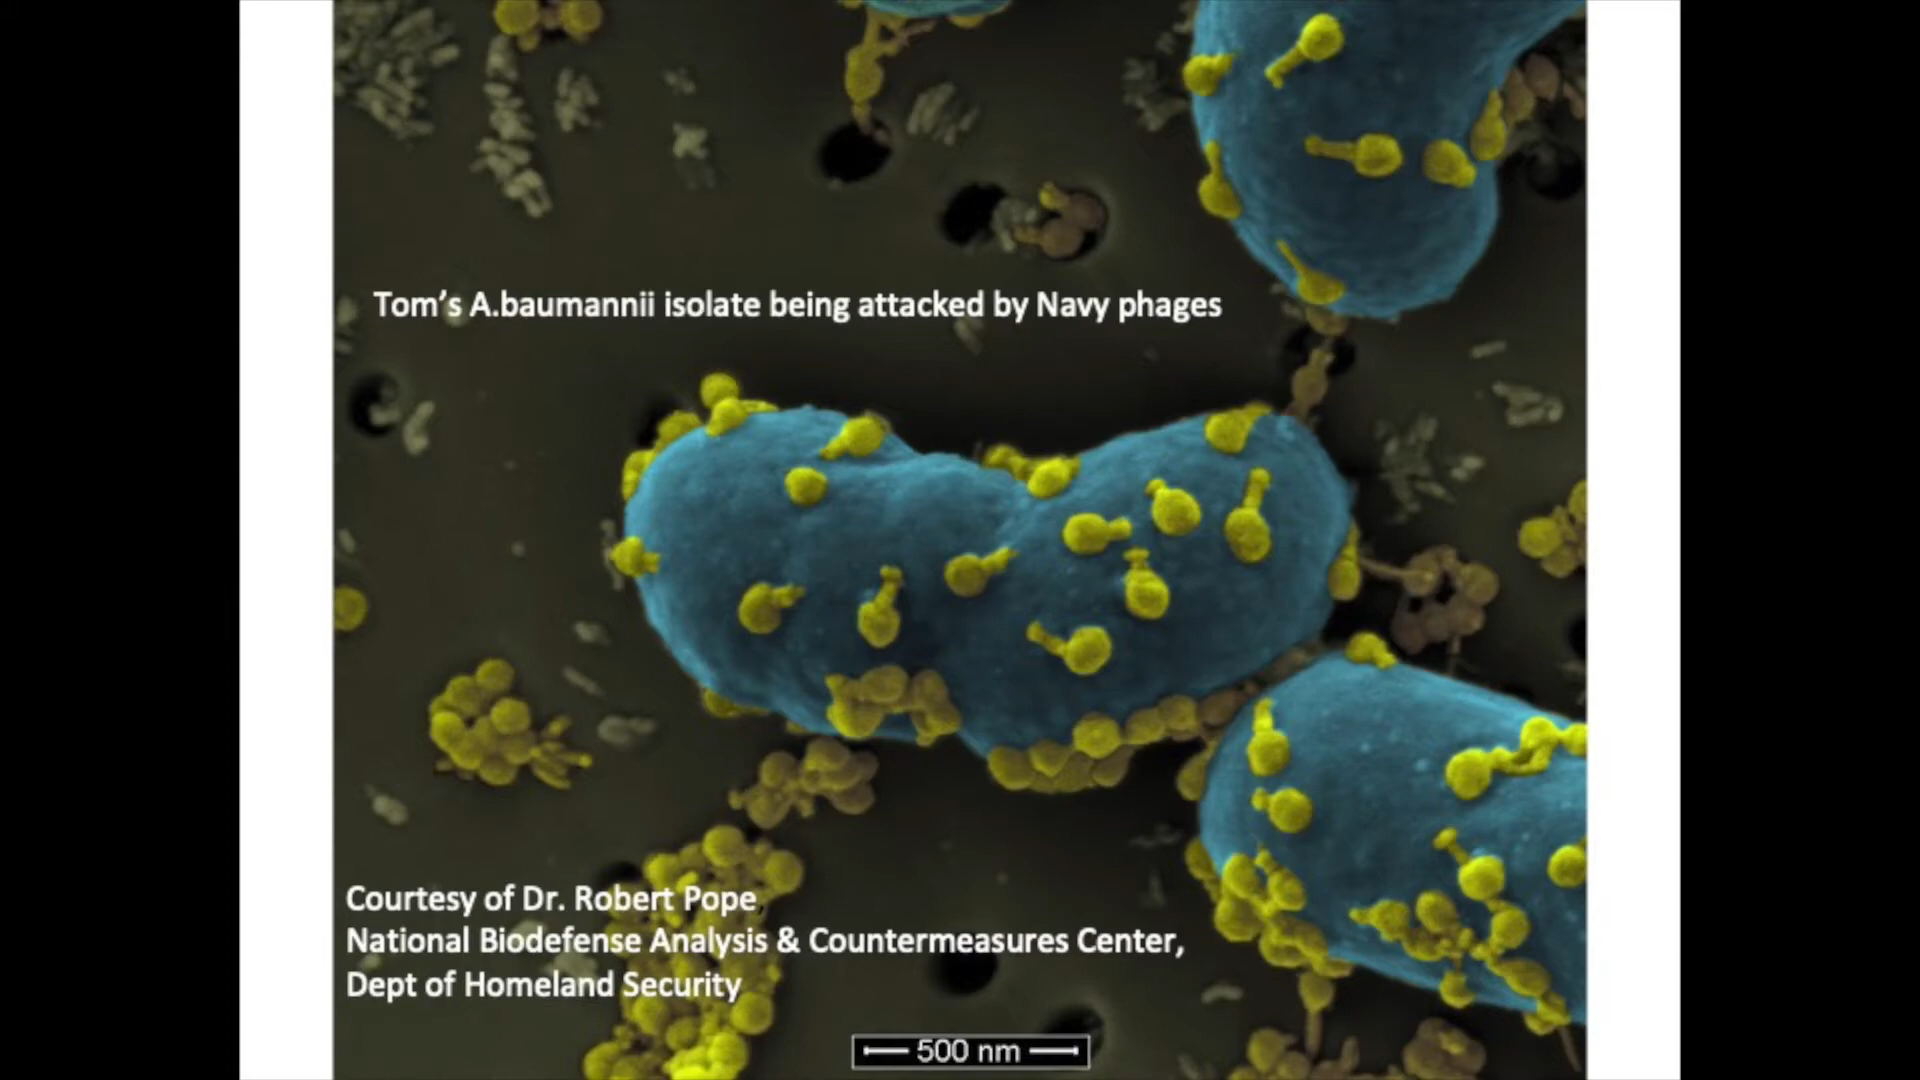 Tom's A.baumannii isolate being attacked by Navy phages
Courtesy of Dr. Robert Pope,
National Biodefense Analysis & Countermeasures Center,
Dept of Homeland Security
500 nm